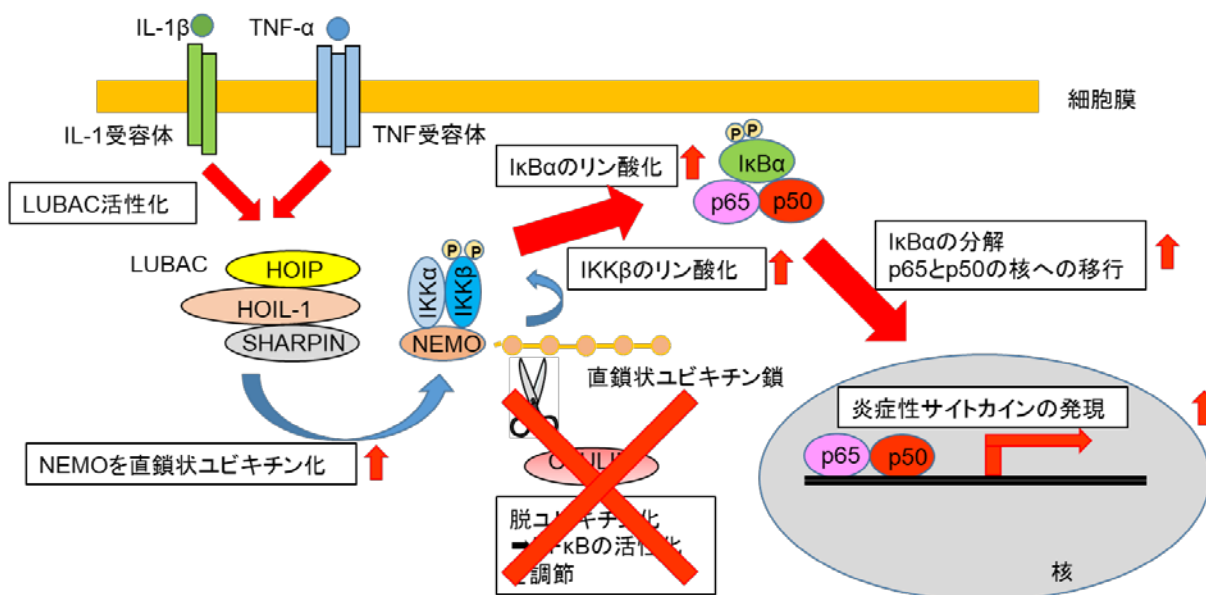 IL-1β
TNF-α
細胞膜
IL-1受容体
TNF受容体
P P
IκBαのリン酸化
IκBα
p65
p50
LUBAC活性化
IκBαの分解
p65とp50の核への移行
LUBAC
HOIP
HOIL-1
SHARPIN
P P
IKKα
IKKβ
NEMO
IKKβのリン酸化
直鎖状ユビキチン鎖
炎症性サイトカインの発現
p65
p50
NEMOを直鎖状ユビキチン化
脱ユビキチン化
κBの活性化
調節
核